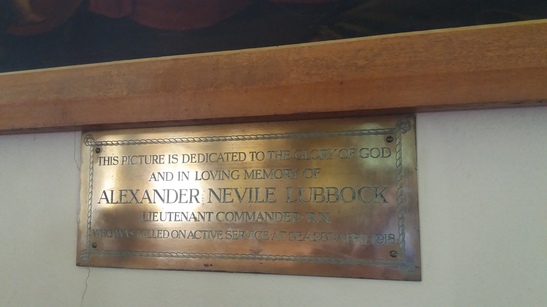 THIS PICTURE IS DEDICATED TO THE GLORY OF GOD
AND IN LOVING MEMORY OF
ALEXANDER NEVILE LUBBOCK
LIEUTENANT COMMANDER R.N.
WHO WAS KILLED ON ACTIVE SERVICE AT SEA 1918